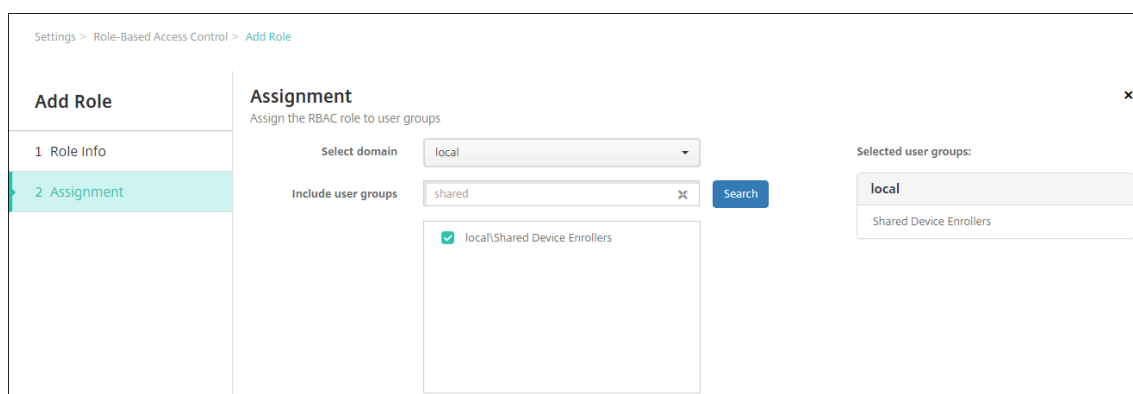 Settings > Role-Based Access Control > Add Role
Add Role
1 Role Info
2 Assignment
Assignment
Assign the RBAC role to user groups
Select domain
local
Include user groups
shared
Search
local\Shared Device Enrollers
Selected user groups:
local
Shared Device Enrollers